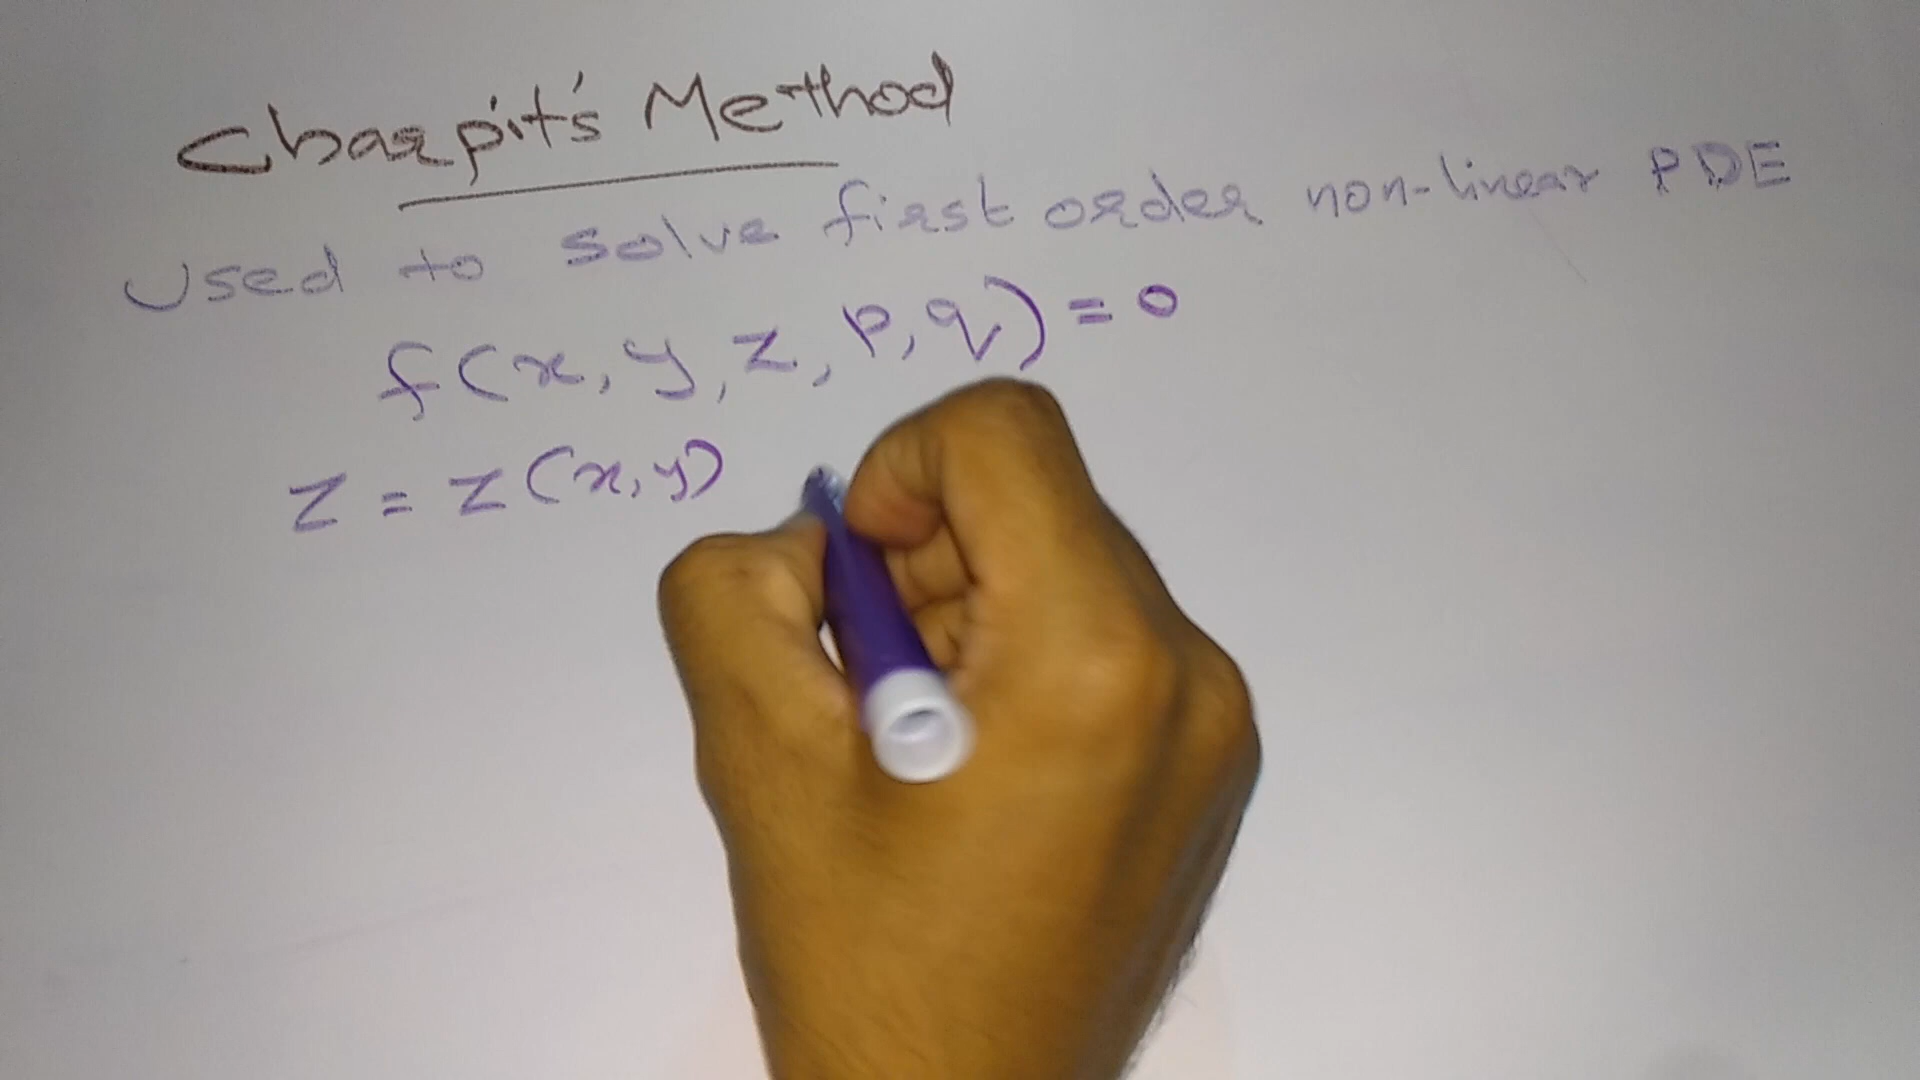 Charpit's Method
Used to solve first order non-linear PDE
f(x, y, z, p, q) = 0
z = z(x, y)